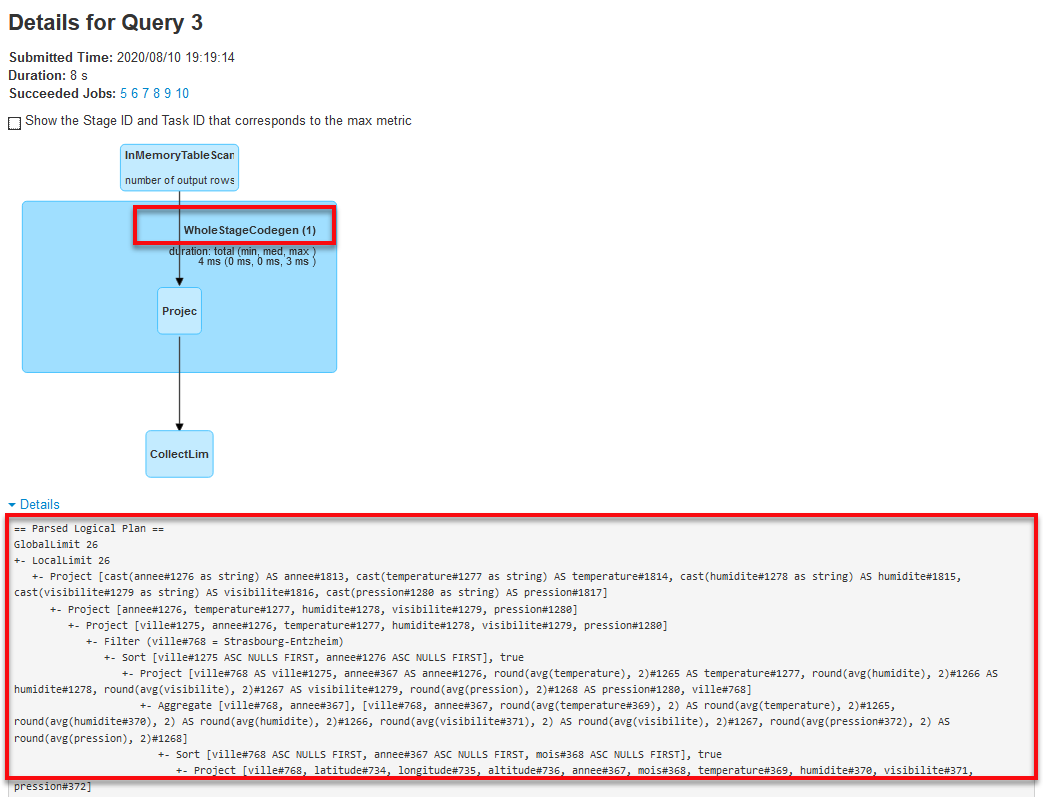 Details for Query 3
Submitted Time: 2020/08/10 19:19:14
Duration: 8 s
Succeeded Jobs: 5 6 7 8 9 10
Show the Stage ID and Task ID that corresponds to the max metric
InMemoryTableScan
number of output rows
WholeStageCodegen (1)
duration: total (min, med, max )
4 ms (0 ms, 0 ms, 3 ms )
Projec
CollectLim
Details
== Parsed Logical Plan ==
GlobalLimit 26
+- LocalLimit 26
+- Project [cast(annee#1276 as string) AS annee#1813, cast(temperature#1277 as string) AS temperature#1814, cast(humidite#1278 as string) AS humidite#1815,
cast(visibilite#1279 as string) AS visibilite#1816, cast(pression#1280 as string) AS pression#1817]
+- Project [annee#1276, temperature#1277, humidite#1278, visibilite#1279, pression#1280]
+- Project [ville#1275, annee#1276, temperature#1277, humidite#1278, visibilite#1279, pression#1280]
+- Filter (ville#768 = Strasbourg-Entzheim)
+- Sort [ville#1275 ASC NULLS FIRST, annee#1276 ASC NULLS FIRST], true
+- Project [ville#768 AS ville#1275, annee#367 AS annee#1276, round(avg(temperature), 2)#1265 AS temperature#1277, round(avg(humidite), 2)#1266 AS
humidite#1278, round(avg(visibilite), 2)#1267 AS visibilite#1279, round(avg(pression), 2)#1268 AS pression#1280, ville#768]
+- Aggregate [ville#768, annee#367], [ville#768, annee#367, round(avg(temperature#369), 2) AS round(avg(temperature), 2)#1265,
round(avg(humidite#370), 2) AS round(avg(humidite), 2)#1266, round(avg(visibilite#371), 2) AS round(avg(visibilite), 2)#1267, round(avg(pression#372), 2) AS
round(avg(pression), 2)#1268]
+- Sort [ville#768 ASC NULLS FIRST, annee#367 ASC NULLS FIRST, mois#368 ASC NULLS FIRST], true
+- Project [ville#768, latitude#734, longitude#735, altitude#736, annee#367, mois#368, temperature#369, humidite#370, visibilite#371,
pression#372]